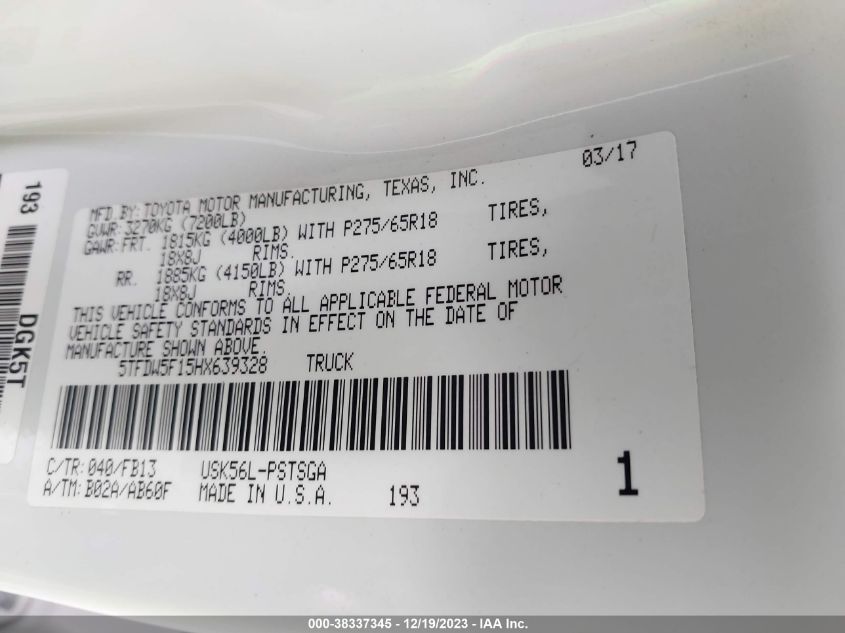 193
DGK5T
03/17
MFD.BY:TOYOTA MOTOR MANUFACTURING, TEXAS, INC.
GVWR:3270KG (7200LB)
GAWR:FRT. 1815KG (4000LB) WITH P275/65R18 TIRES,
18X8J RIMS.
RR. 1885KG (4150LB) WITH P275/65R18 TIRES,
18X8J RIMS.
THIS VEHICLE CONFORMS TO ALL APPLICABLE FEDERAL MOTOR
VEHICLE SAFETY STANDARDS IN EFFECT ON THE DATE OF
MANUFACTURE SHOWN ABOVE.
5TFDW5F15HX639328 TRUCK
C/TR:040/FB13 USK56L-PSTSGA
A/TM:B02A/AB60F MADE IN U.S.A. 193
1
000-38337345 - 12/19/2023 - IAA Inc.